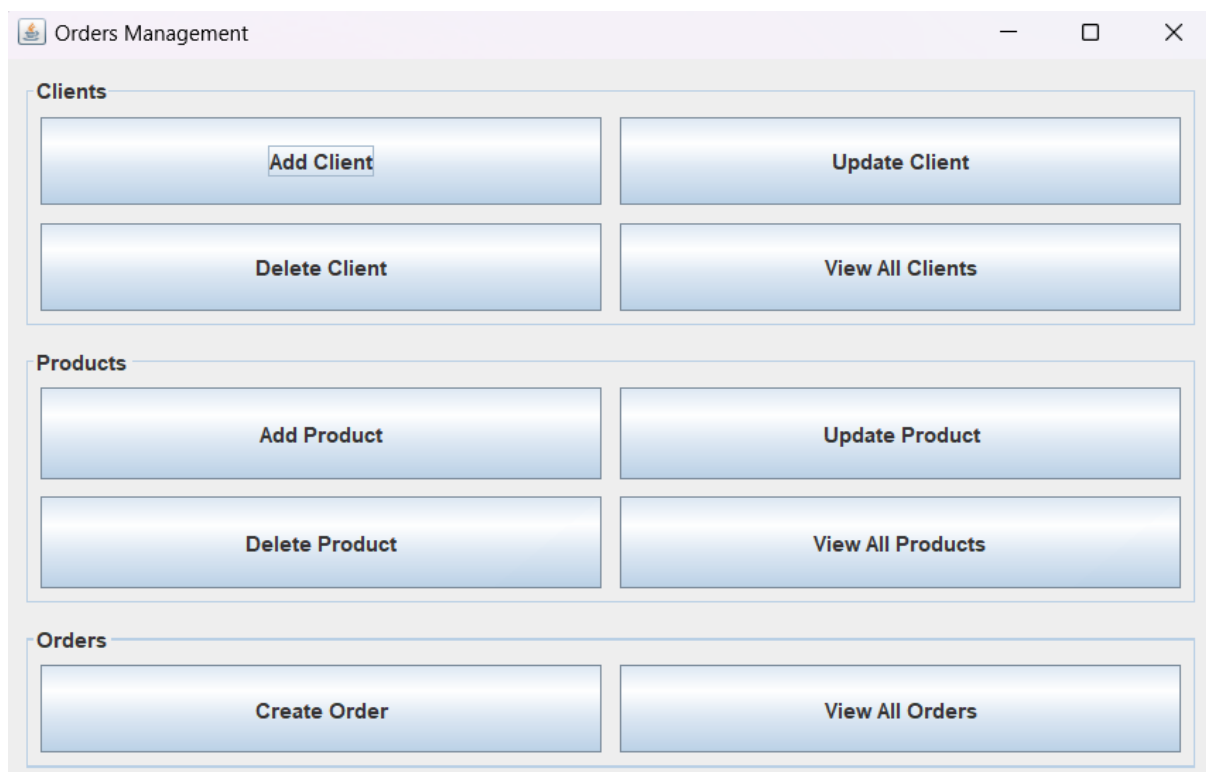 Orders Management
Clients
Add Client
Update Client
Delete Client
View All Clients
Products
Add Product
Update Product
Delete Product
View All Products
Orders
Create Order
View All Orders